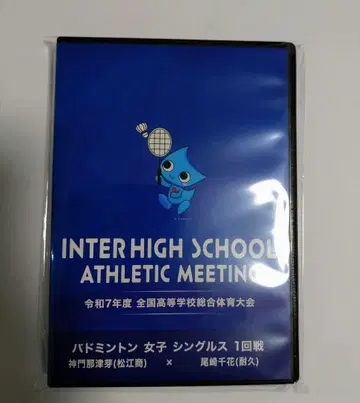 INTER HIGH SCHOOL
ATHLETIC MEETING
令和7年度 全国高等学校総合体育大会
バドミントン 女子 シングルス 1回戦
神門那津芽(松江商) × 尾崎千花(耐久)